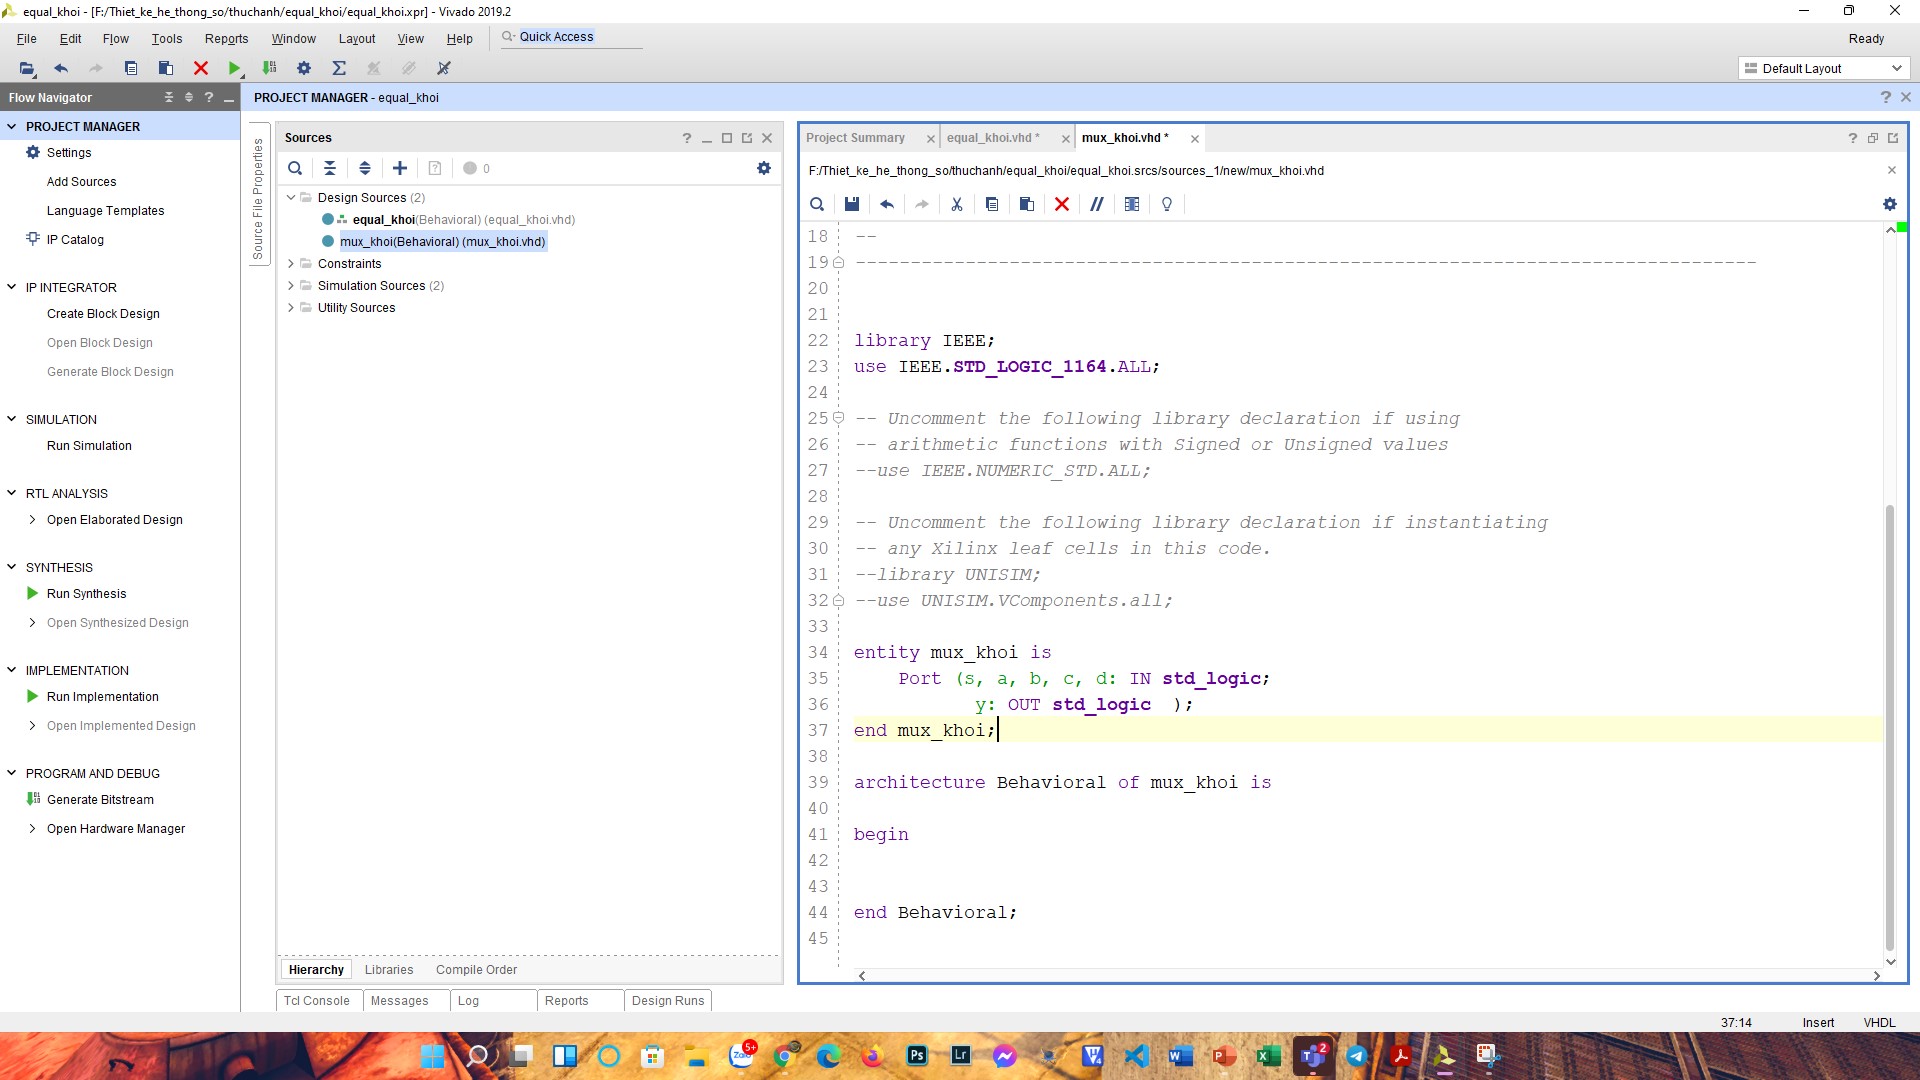 equal_khoi - [F:/Thiet_ke_he_thong_so/thuchanh/equal_khoi/equal_khoi.xpr] - Vivado 2019.2
File Edit Flow Tools Reports Window Layout View Help Quick Access Ready
Default Layout
Flow Navigator
PROJECT MANAGER - equal_khoi
PROJECT MANAGER
Settings
Add Sources
Language Templates
IP Catalog
IP INTEGRATOR
Create Block Design
Open Block Design
Generate Block Design
SIMULATION
Run Simulation
RTL ANALYSIS
Open Elaborated Design
SYNTHESIS
Run Synthesis
Open Synthesized Design
IMPLEMENTATION
Run Implementation
Open Implemented Design
PROGRAM AND DEBUG
Generate Bitstream
Open Hardware Manager
Source File Properties
Sources
0
Design Sources (2)
equal_khoi(Behavioral) (equal_khoi.vhd)
mux_khoi(Behavioral) (mux_khoi.vhd)
Constraints
Simulation Sources (2)
Utility Sources
Hierarchy Libraries Compile Order
Tcl Console Messages Log Reports Design Runs
Project Summary equal_khoi.vhd * mux_khoi.vhd *
F:/Thiet_ke_he_thong_so/thuchanh/equal_khoi/equal_khoi.srcs/sources_1/new/mux_khoi.vhd
18 --
19 ----------------------------------------------------------------------------------
20
21
22 library IEEE;
23 use IEEE.STD_LOGIC_1164.ALL;
24
25 -- Uncomment the following library declaration if using
26 -- arithmetic functions with Signed or Unsigned values
27 --use IEEE.NUMERIC_STD.ALL;
28
29 -- Uncomment the following library declaration if instantiating
30 -- any Xilinx leaf cells in this code.
31 --library UNISIM;
32 --use UNISIM.VComponents.all;
33
34 entity mux_khoi is
35 Port (s, a, b, c, d: IN std_logic;
36 y: OUT std_logic );
37 end mux_khoi;
38
39 architecture Behavioral of mux_khoi is
40
41 begin
42
43
44 end Behavioral;
45
37:14 Insert VHDL
Zalo 5+ Ps Lr 2